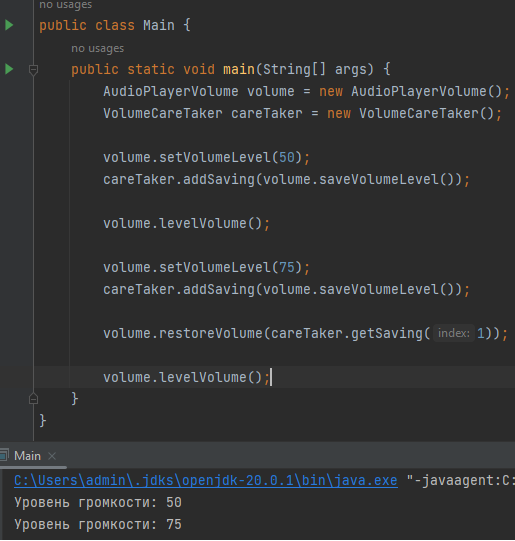 no usages
public class Main {
no usages
public static void main(String[] args) {
AudioPlayerVolume volume = new AudioPlayerVolume();
VolumeCareTaker careTaker = new VolumeCareTaker();
volume.setVolumeLevel(50);
careTaker.addSaving(volume.saveVolumeLevel());
volume.levelVolume();
volume.setVolumeLevel(75);
careTaker.addSaving(volume.saveVolumeLevel());
volume.restoreVolume(careTaker.getSaving( index: 1));
volume.levelVolume();
}
}
Main ×
C:\Users\admin\.jdks\openjdk-20.0.1\bin\java.exe "-javaagent:C:
Уровень громкости: 50
Уровень громкости: 75